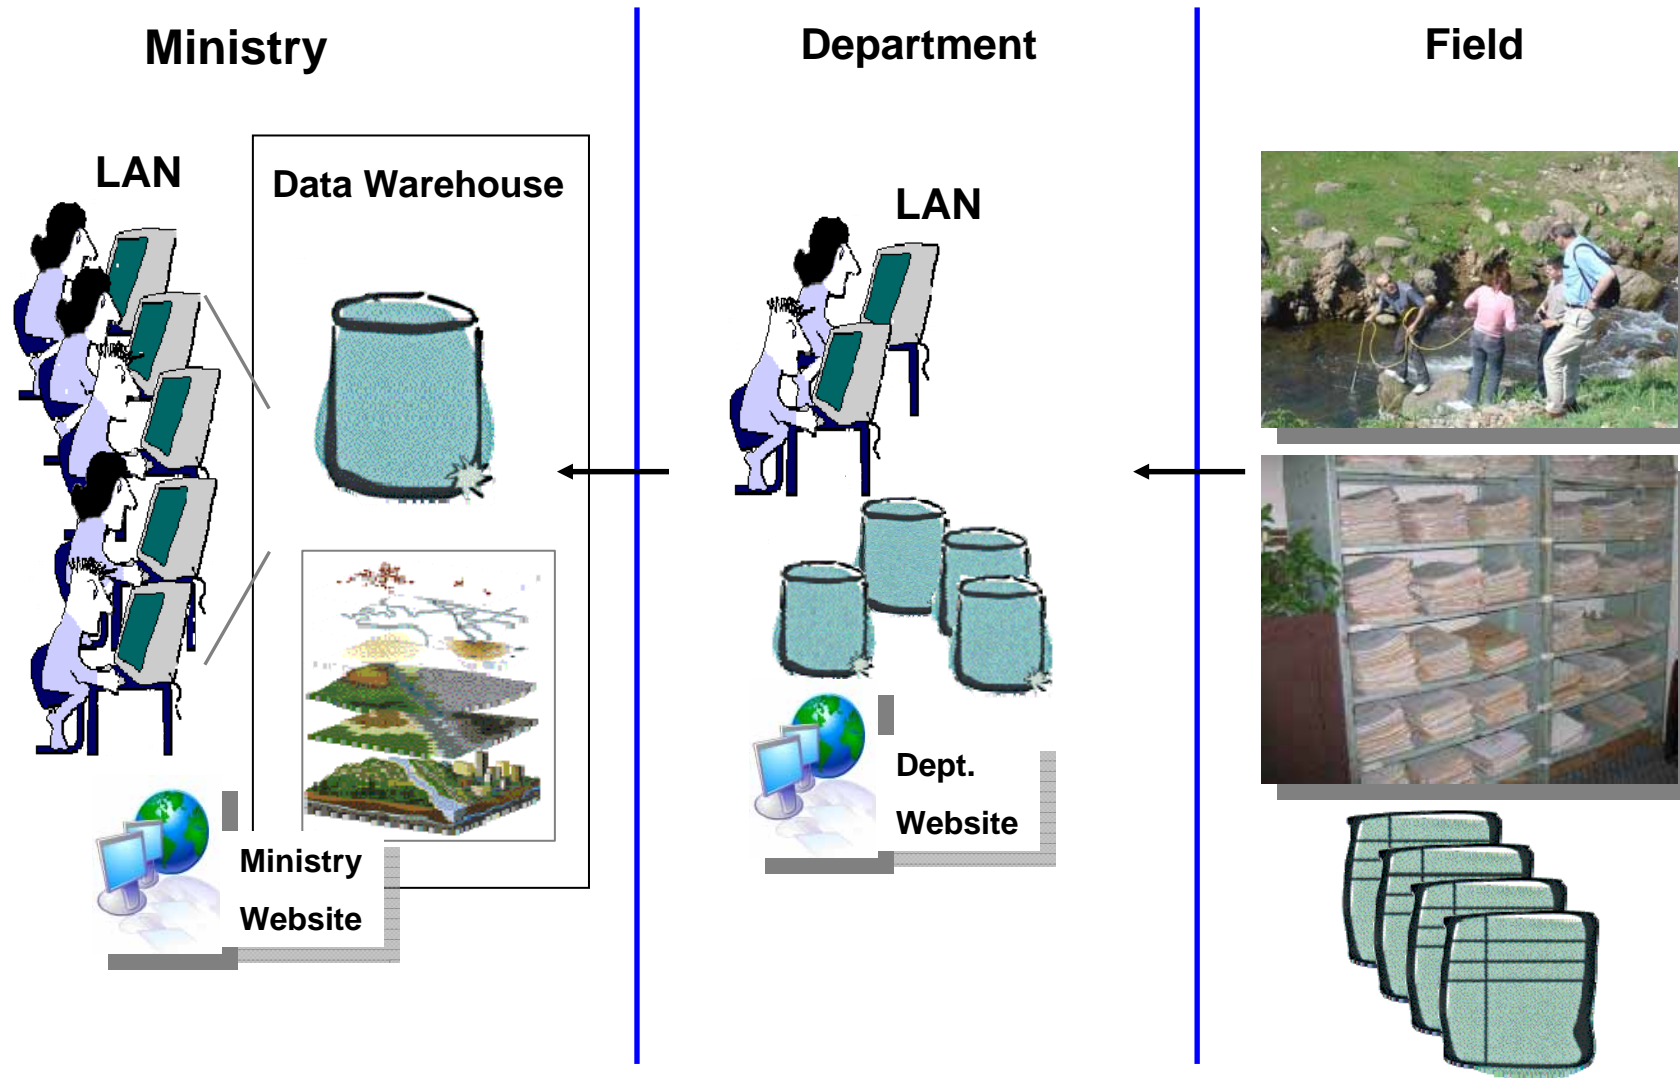 Ministry
Department
Field
LAN
Data Warehouse
LAN
Ministry
Website
Dept.
Website